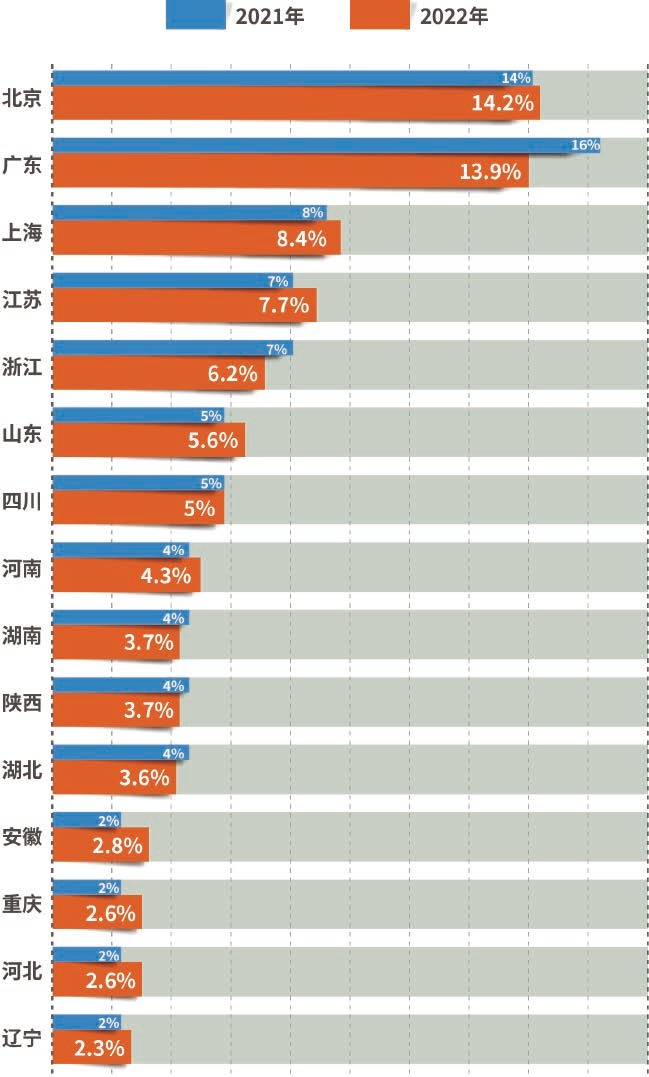 2021年 2022年
14%
北京 14.2%
16%
广东 13.9%
8%
上海 8.4%
7%
江苏 7.7%
7%
浙江 6.2%
5%
山东 5.6%
5%
四川 5%
4%
河南 4.3%
4%
湖南 3.7%
4%
陕西 3.7%
4%
湖北 3.6%
2%
安徽 2.8%
2%
重庆 2.6%
2%
河北 2.6%
2%
辽宁 2.3%